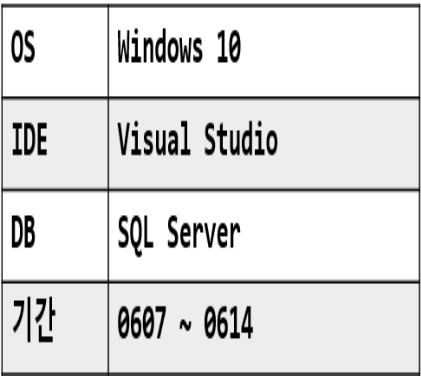 OS Windows 10
IDE Visual Studio
DB SQL Server
기간 0607 ~ 0614